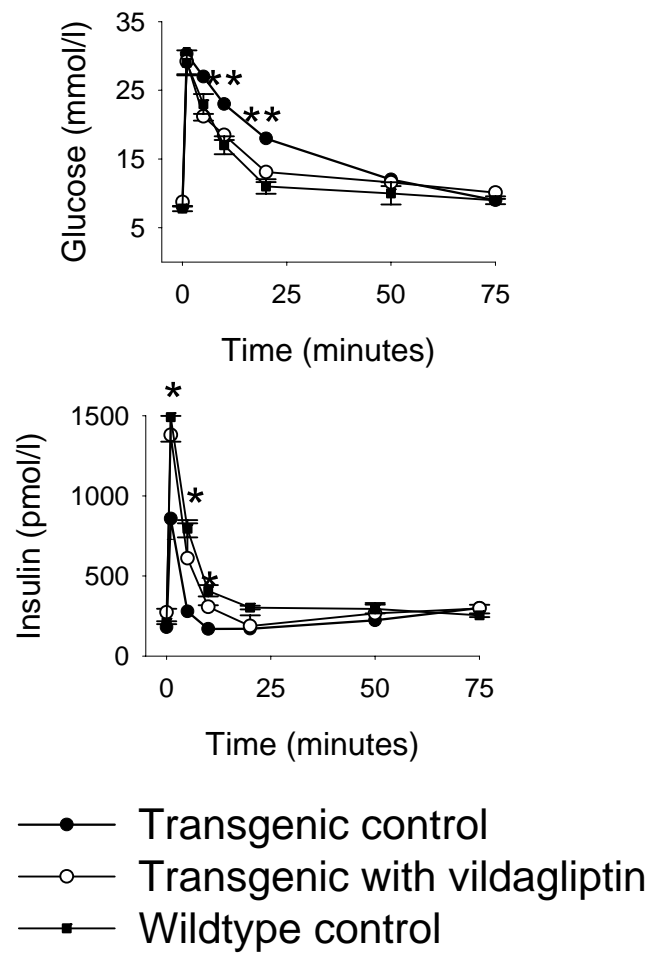 35
25
15
5
Glucose (mmol/l)
**
**
0 25 50 75
Time (minutes)
*
1500
1000
500
0
Insulin (pmol/l)
*
*
0 25 50 75
Time (minutes)
Transgenic control
Transgenic with vildagliptin
Wildtype control